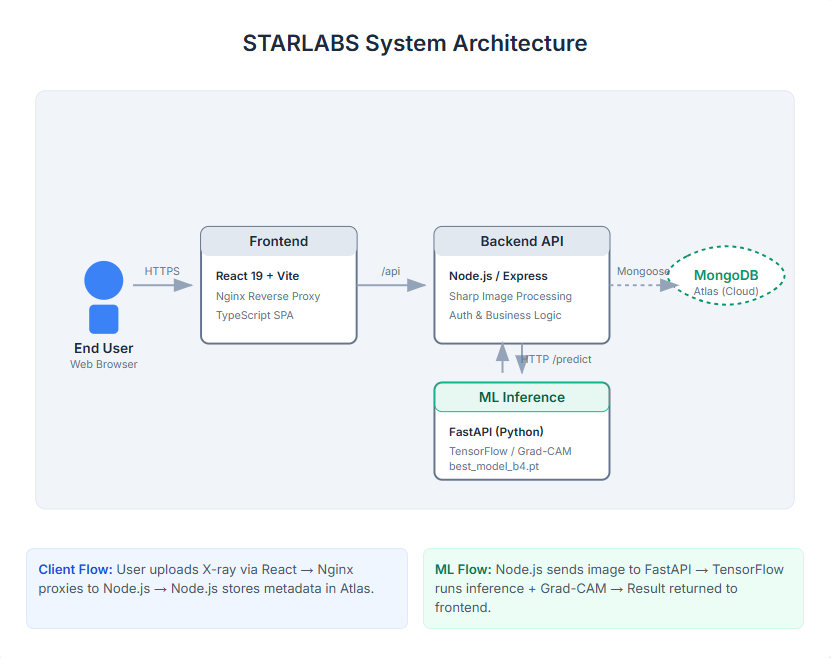 STARLABS System Architecture
Frontend
Backend API
HTTPS
React 19 + Vite
Nginx Reverse Proxy
TypeScript SPA
/api
Node.js / Express
Sharp Image Processing
Auth & Business Logic
Mongoose
MongoDB
Atlas (Cloud)
End User
Web Browser
HTTP /predict
ML Inference
FastAPI (Python)
TensorFlow / Grad-CAM
best_model_b4.pt
Client Flow: User uploads X-ray via React → Nginx
proxies to Node.js → Node.js stores metadata in Atlas.
ML Flow: Node.js sends image to FastAPI → TensorFlow
runs inference + Grad-CAM → Result returned to
frontend.